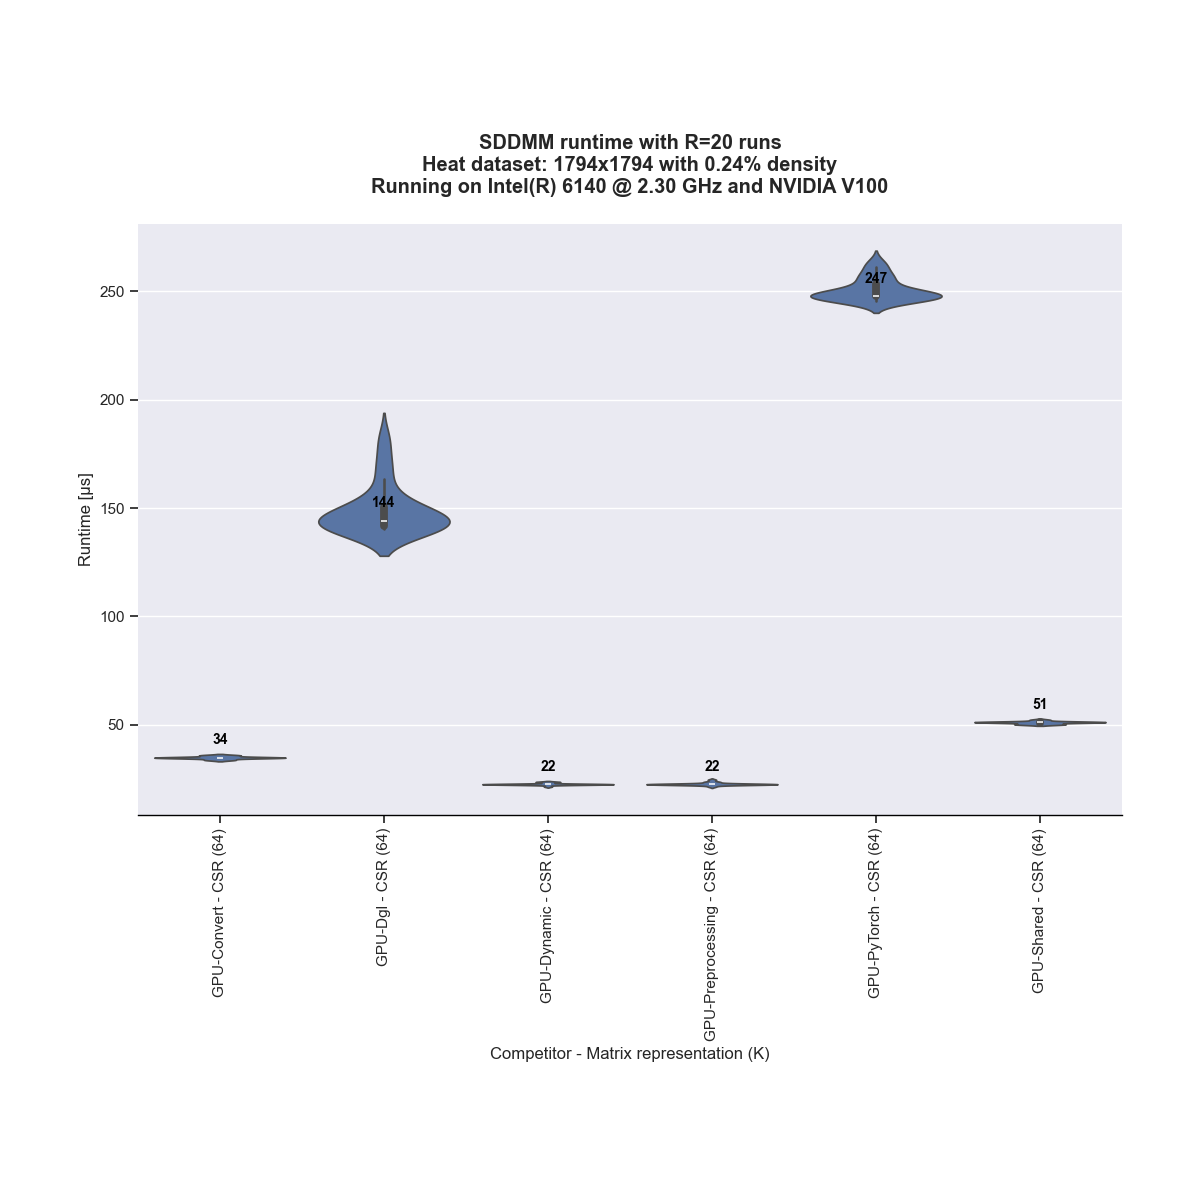 SDDMM runtime with R=20 runs
Heat dataset: 1794x1794 with 0.24% density
Running on Intel(R) 6140 @ 2.30 GHz and NVIDIA V100
Runtime [µs]
250
200
150
100
50
34
144
22
22
247
51
GPU-Convert - CSR (64)
GPU-Dgl - CSR (64)
GPU-Dynamic - CSR (64)
GPU-Preprocessing - CSR (64)
GPU-PyTorch - CSR (64)
GPU-Shared - CSR (64)
Competitor - Matrix representation (K)